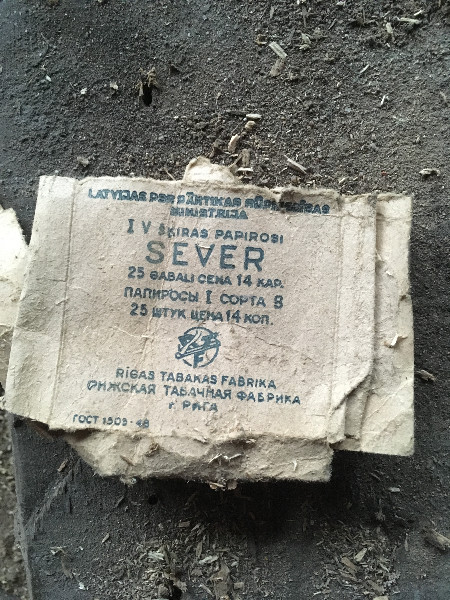 LATVIJAS PSR PĀRTIKAS RŪPNIECĪBAS
MINISTRIJA
I V ŠĶIRAS PAPIROSI
SEVER
25 GABALI CENA 14 KAP.
ПАПИРОСЫ I СОРТА В
25 ШТУК ЦЕНА 14 КОП.
RĪGAS TABAKAS FABRIKA
РИЖСКАЯ ТАБАЧНАЯ ФАБРИКА
г. РИГА
ГОСТ 1505-48